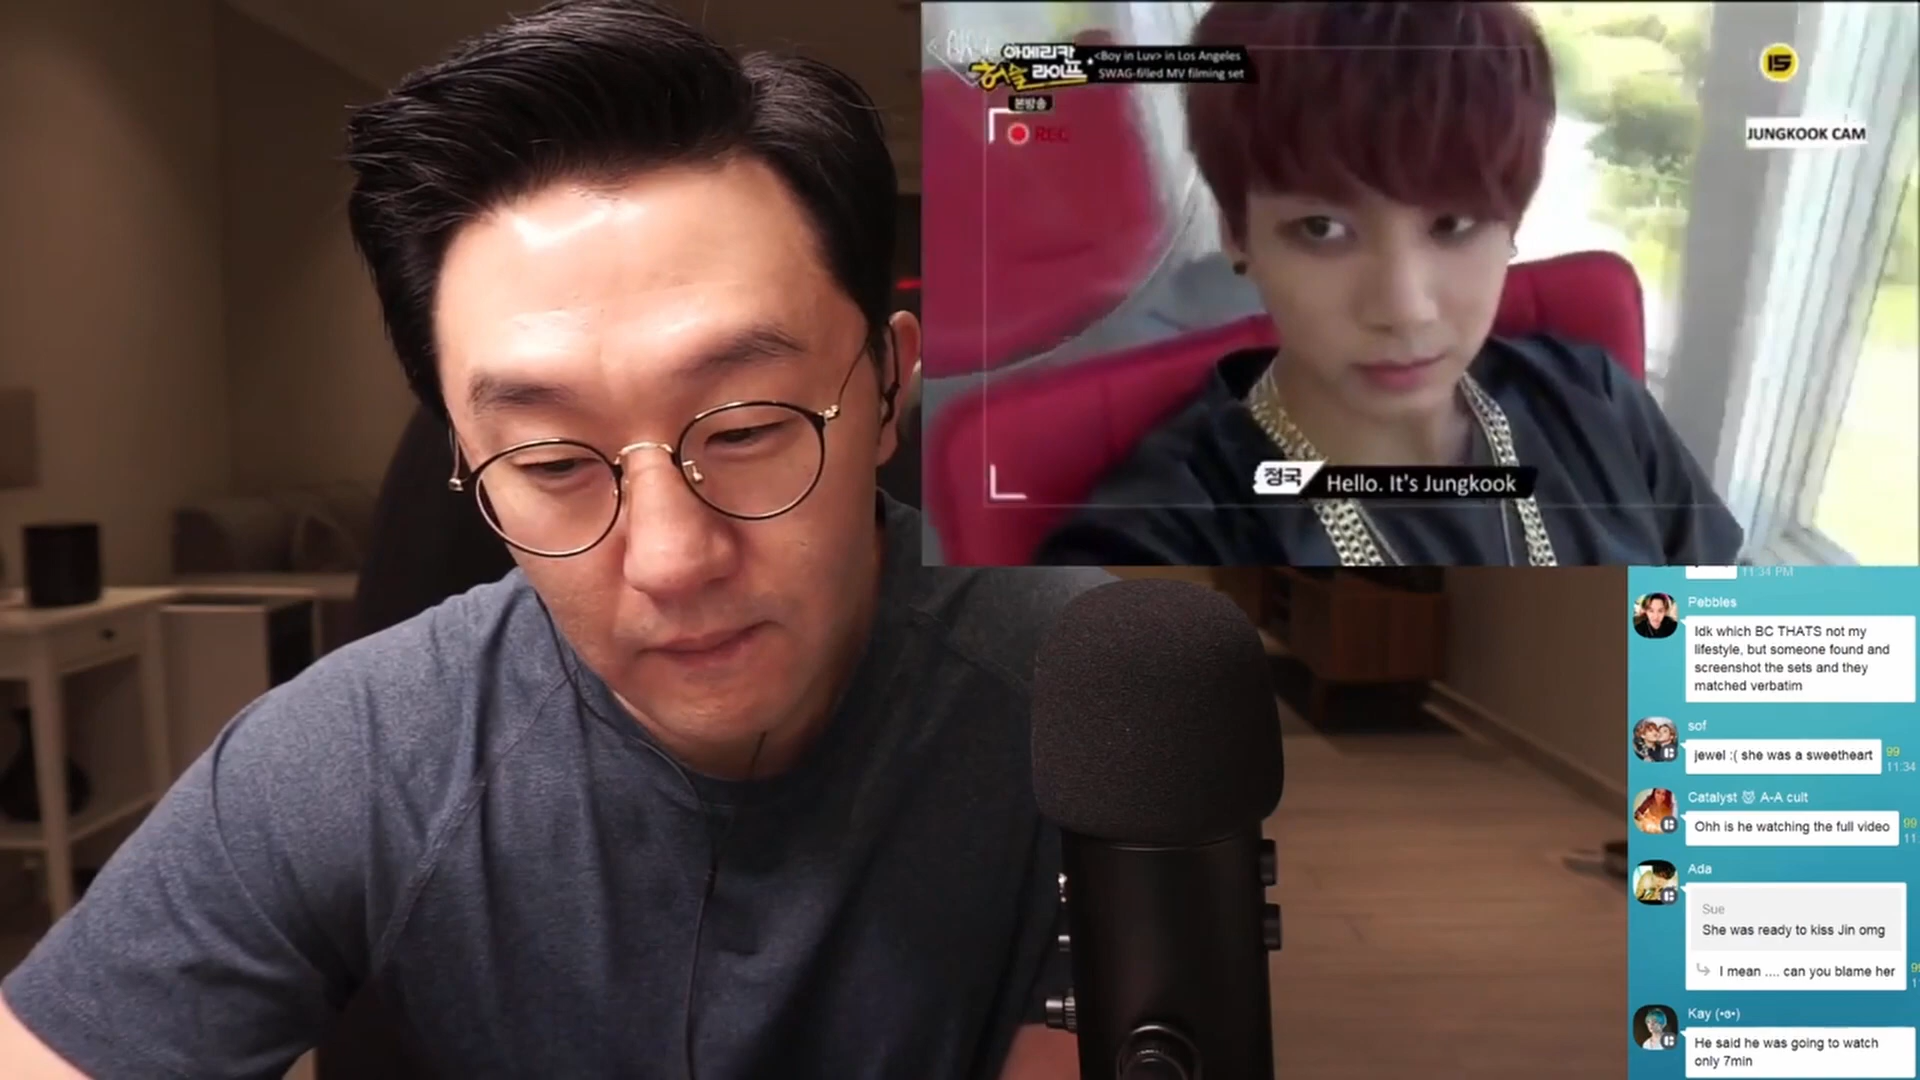 아메리칸
허슬 라이프
<Boy in Luv> in Los Angeles
SWAG-filled MV filming set
본방송
REC
15
JUNGKOOK CAM
정국 Hello. It's Jungkook
11:34 PM
Pebbles
Idk which BC THATS not my
lifestyle, but someone found and
screenshot the sets and they
matched verbatim
sof
jewel :( she was a sweetheart
99
11:34
Catalyst 😈 A-A cult
Ohh is he watching the full video
99
11:
Ada
Sue
She was ready to kiss Jin omg
I mean .... can you blame her
Kay (•ɞ•)
He said he was going to watch
only 7min